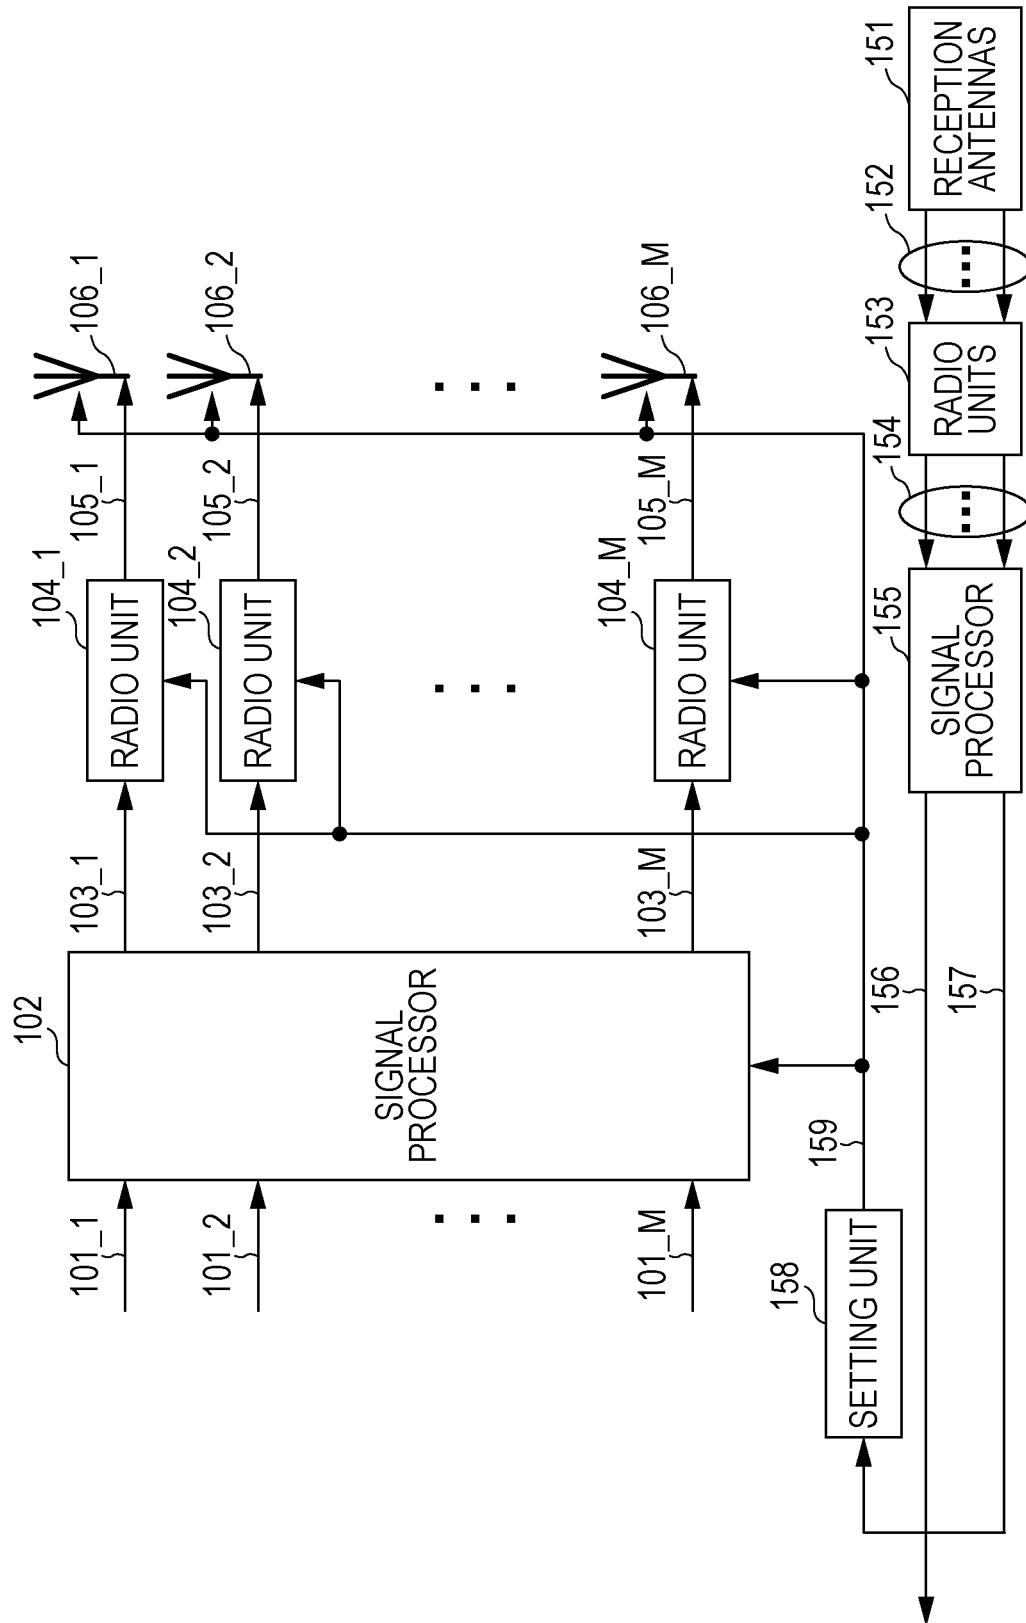 102
101_1
103_1
104_1
RADIO UNIT
105_1
106_1
101_2
103_2
104_2
RADIO UNIT
105_2
106_2
SIGNAL
PROCESSOR
101_M
103_M
104_M
RADIO UNIT
105_M
106_M
158
SETTING UNIT
159
156
157
155
SIGNAL
PROCESSOR
154
153
RADIO
UNITS
152
151
RECEPTION
ANTENNAS